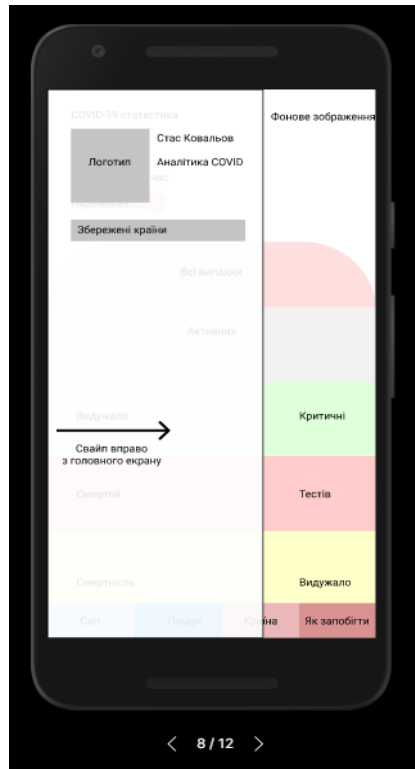 COVID-19 статистика
Фонове зображення
Стас Ковальов
Логотип
Аналітика COVID
час
Збережені країни
Всі випадки
Активних
Видужало
Критичні
Свайп вправо
з головного екрану
Смертей
Тестів
Смертність
Видужало
Світ
Пошук
Країна
Як запобігти
8/12